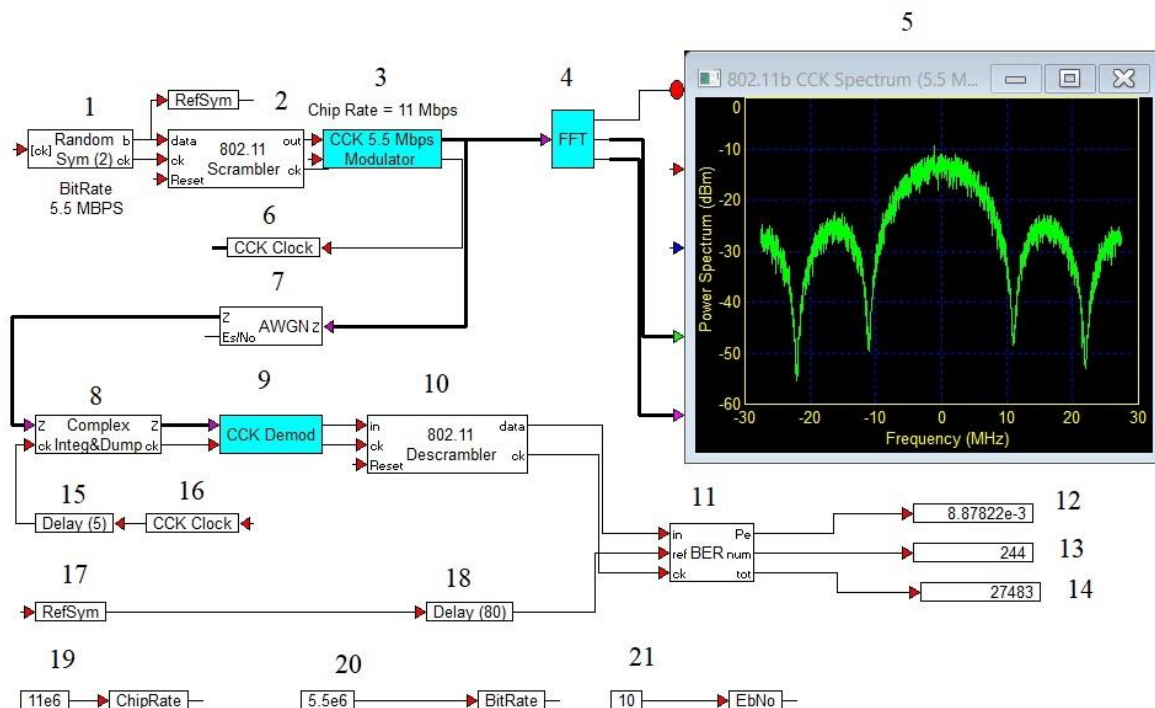 5
1
2
3
4
RefSym
Chip Rate = 11 Mbps
[ck] Random b
Sym (2) ck
data out
ck 802.11
Scrambler ck
Reset
CCK 5.5 Mbps
Modulator
FFT
BitRate
5.5 MBPS
802.11b CCK Spectrum (5.5 M...
Power Spectrum (dBm)
0
-10
-20
-30
-40
-50
-60
-30 -20 -10 0 10 20 30
Frequency (MHz)
6
CCK Clock
7
Z
AWGN Z
Es/No
8
9
10
Z Complex Z
ck Integ&Dump ck
CCK Demod
in data
ck 802.11 ck
Descrambler
Reset
15
16
Delay (5)
CCK Clock
11
12
in Pe
ref BER num
ck tot
8.87822e-3
244
13
27483
14
17
18
RefSym
Delay (80)
19
20
21
11e6
ChipRate
5.5e6
BitRate
10
EbNo